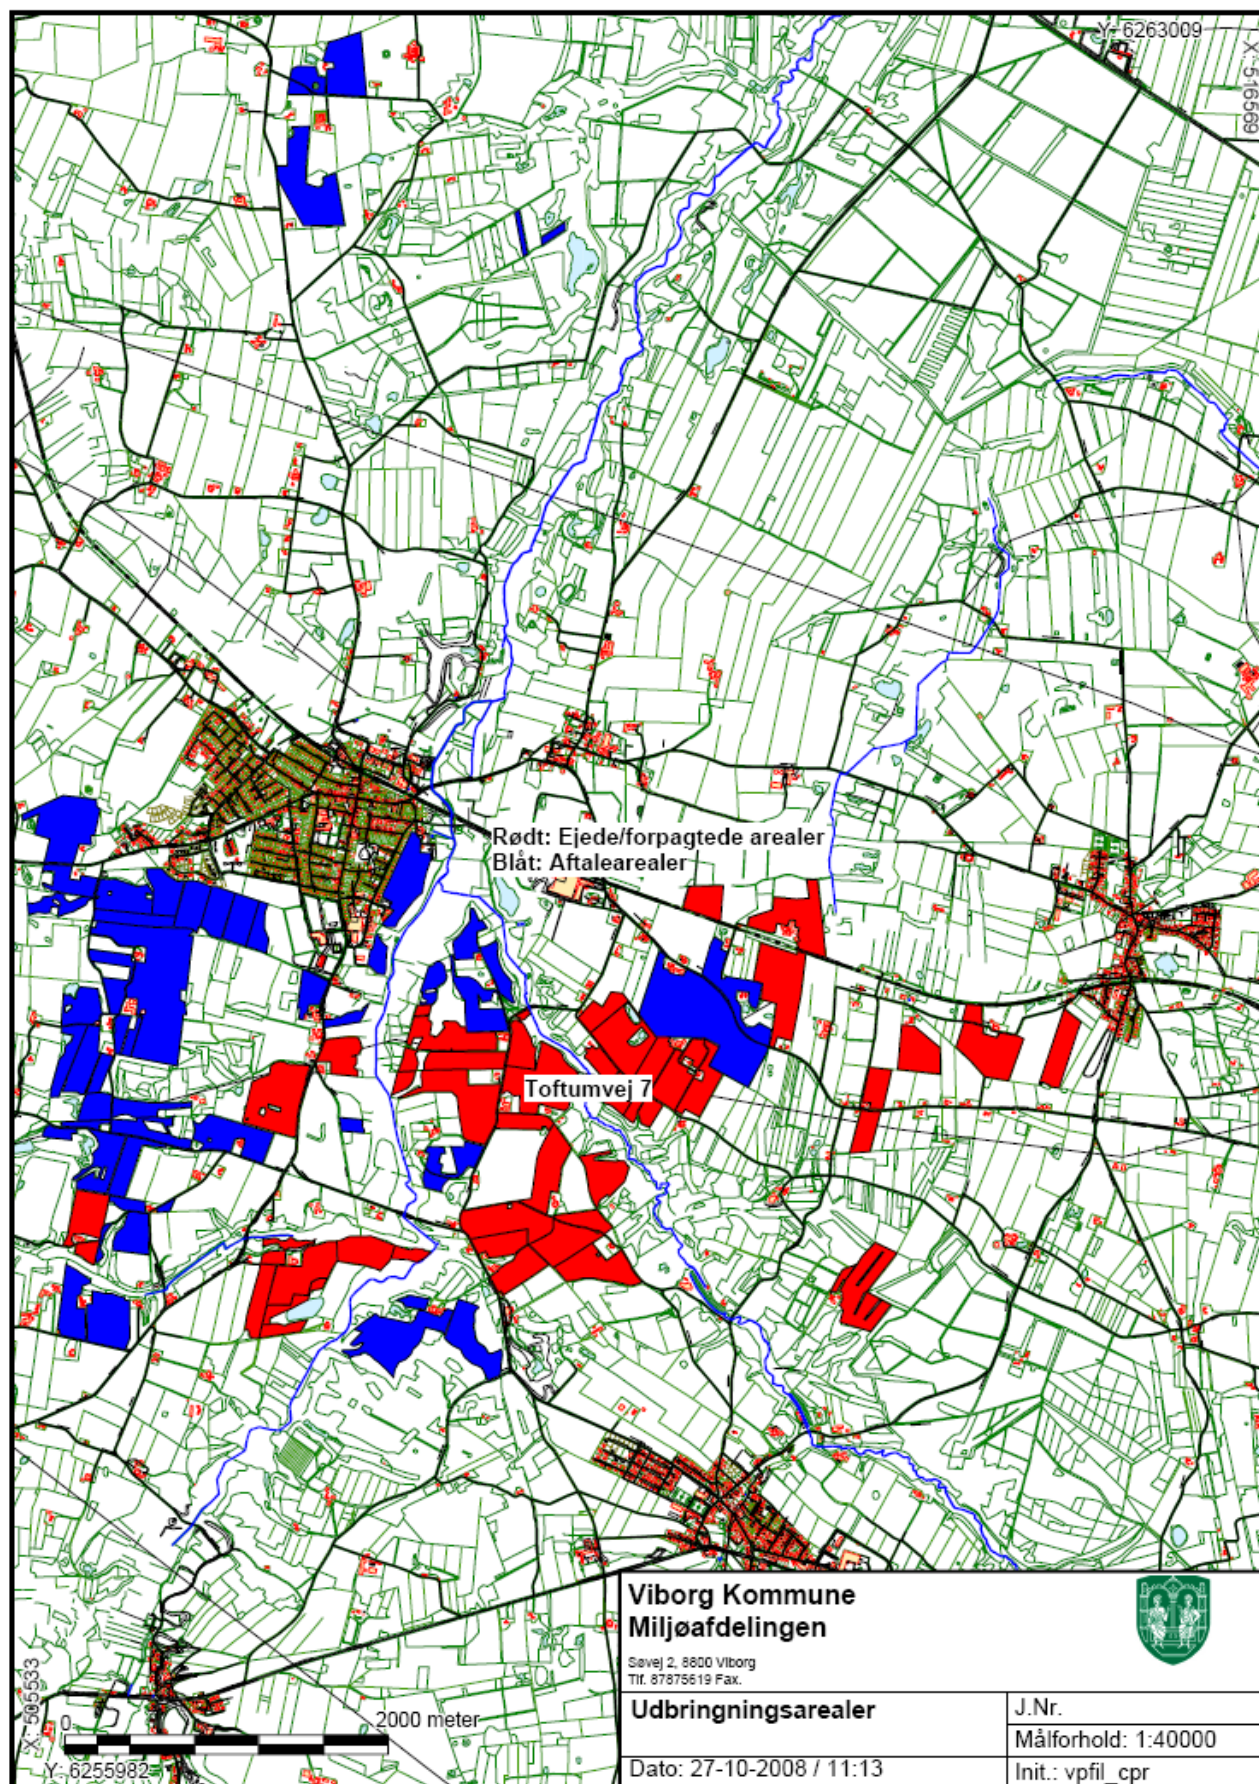 Y: 6263009
X: 516569
Rødt: Ejede/forpagtede arealer
Blåt: Aftalearealer
Toftumvej 7
Viborg Kommune
Miljøafdelingen
Søvej 2, 8800 Viborg
Tlf. 87875619 Fax.
Udbringningsarealer
J.Nr.
Målforhold: 1:40000
Dato: 27-10-2008 / 11:13
Init.: vpfil_cpr
X: 505533
0
2000 meter
Y: 6255982